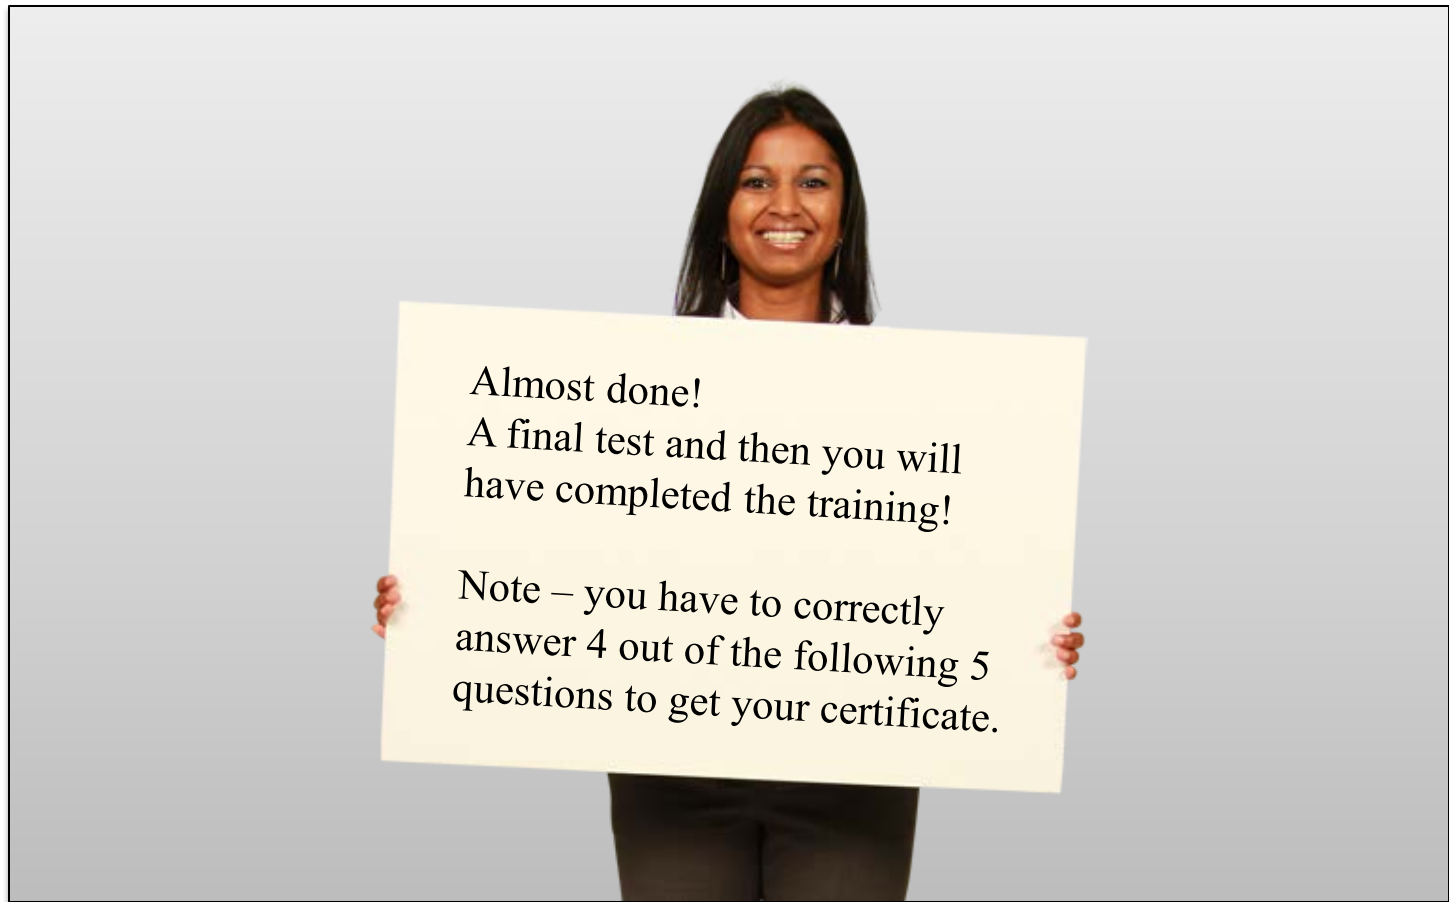 Almost done!
A final test and then you will
have completed the training!
Note – you have to correctly
answer 4 out of the following 5
questions to get your certificate.